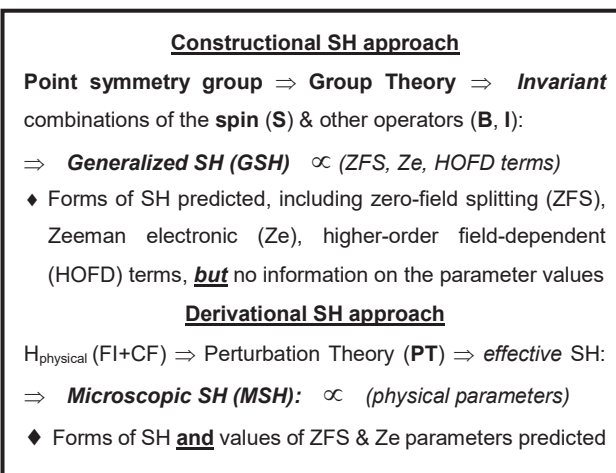 Constructional SH approach
Point symmetry group ⇒ Group Theory ⇒ Invariant
combinations of the spin (S) & other operators (B, I):
⇒ Generalized SH (GSH) ∝ (ZFS, Ze, HOFD terms)
♦ Forms of SH predicted, including zero-field splitting (ZFS),
Zeeman electronic (Ze), higher-order field-dependent
(HOFD) terms, but no information on the parameter values
Derivational SH approach
Hphysical (FI+CF) ⇒ Perturbation Theory (PT) ⇒ effective SH:
⇒ Microscopic SH (MSH): ∝ (physical parameters)
♦ Forms of SH and values of ZFS & Ze parameters predicted